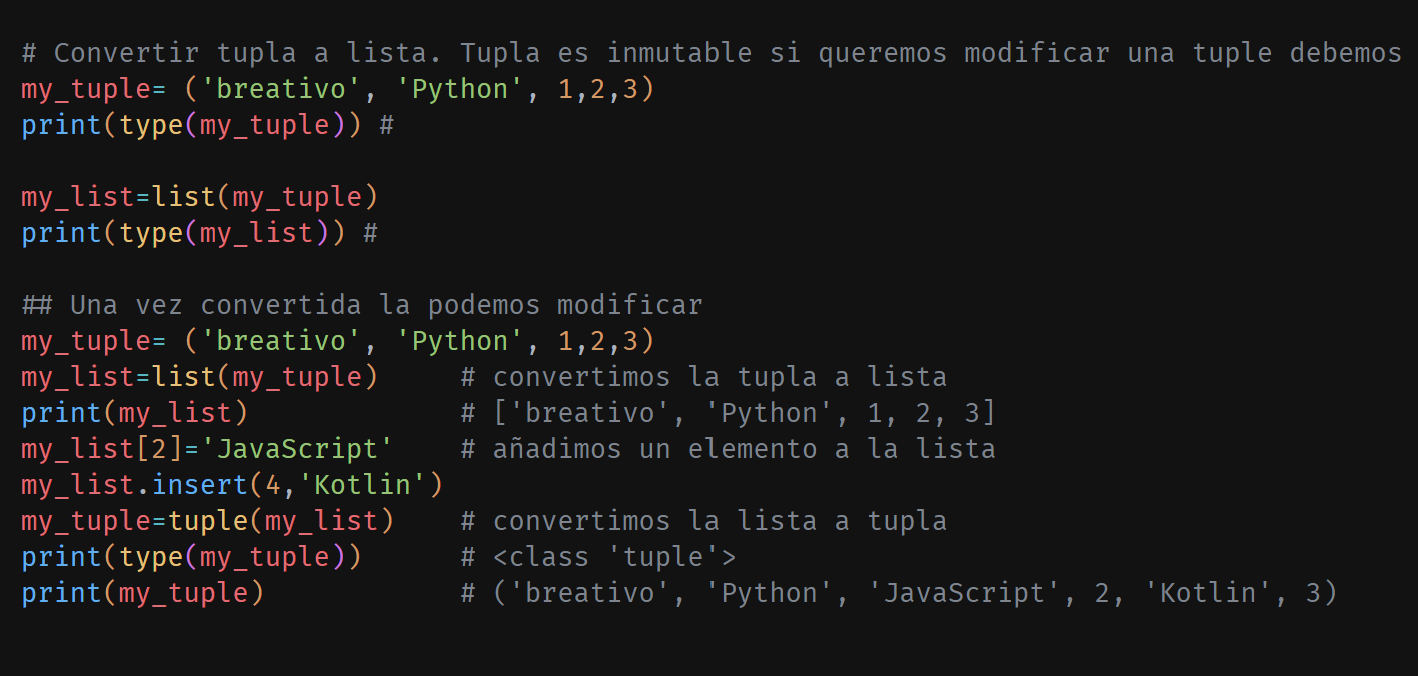 # Convertir tupla a lista. Tupla es inmutable si queremos modificar una tuple debemos
my_tuple= ('breativo', 'Python', 1,2,3)
print(type(my_tuple)) #
my_list=list(my_tuple)
print(type(my_list)) #
## Una vez convertida la podemos modificar
my_tuple= ('breativo', 'Python', 1,2,3)
my_list=list(my_tuple)     # convertimos la tupla a lista
print(my_list)             # ['breativo', 'Python', 1, 2, 3]
my_list[2]='JavaScript'    # añadimos un elemento a la lista
my_list.insert(4,'Kotlin')
my_tuple=tuple(my_list)    # convertimos la lista a tupla
print(type(my_tuple))      # <class 'tuple'>
print(my_tuple)            # ('breativo', 'Python', 'JavaScript', 2, 'Kotlin', 3)